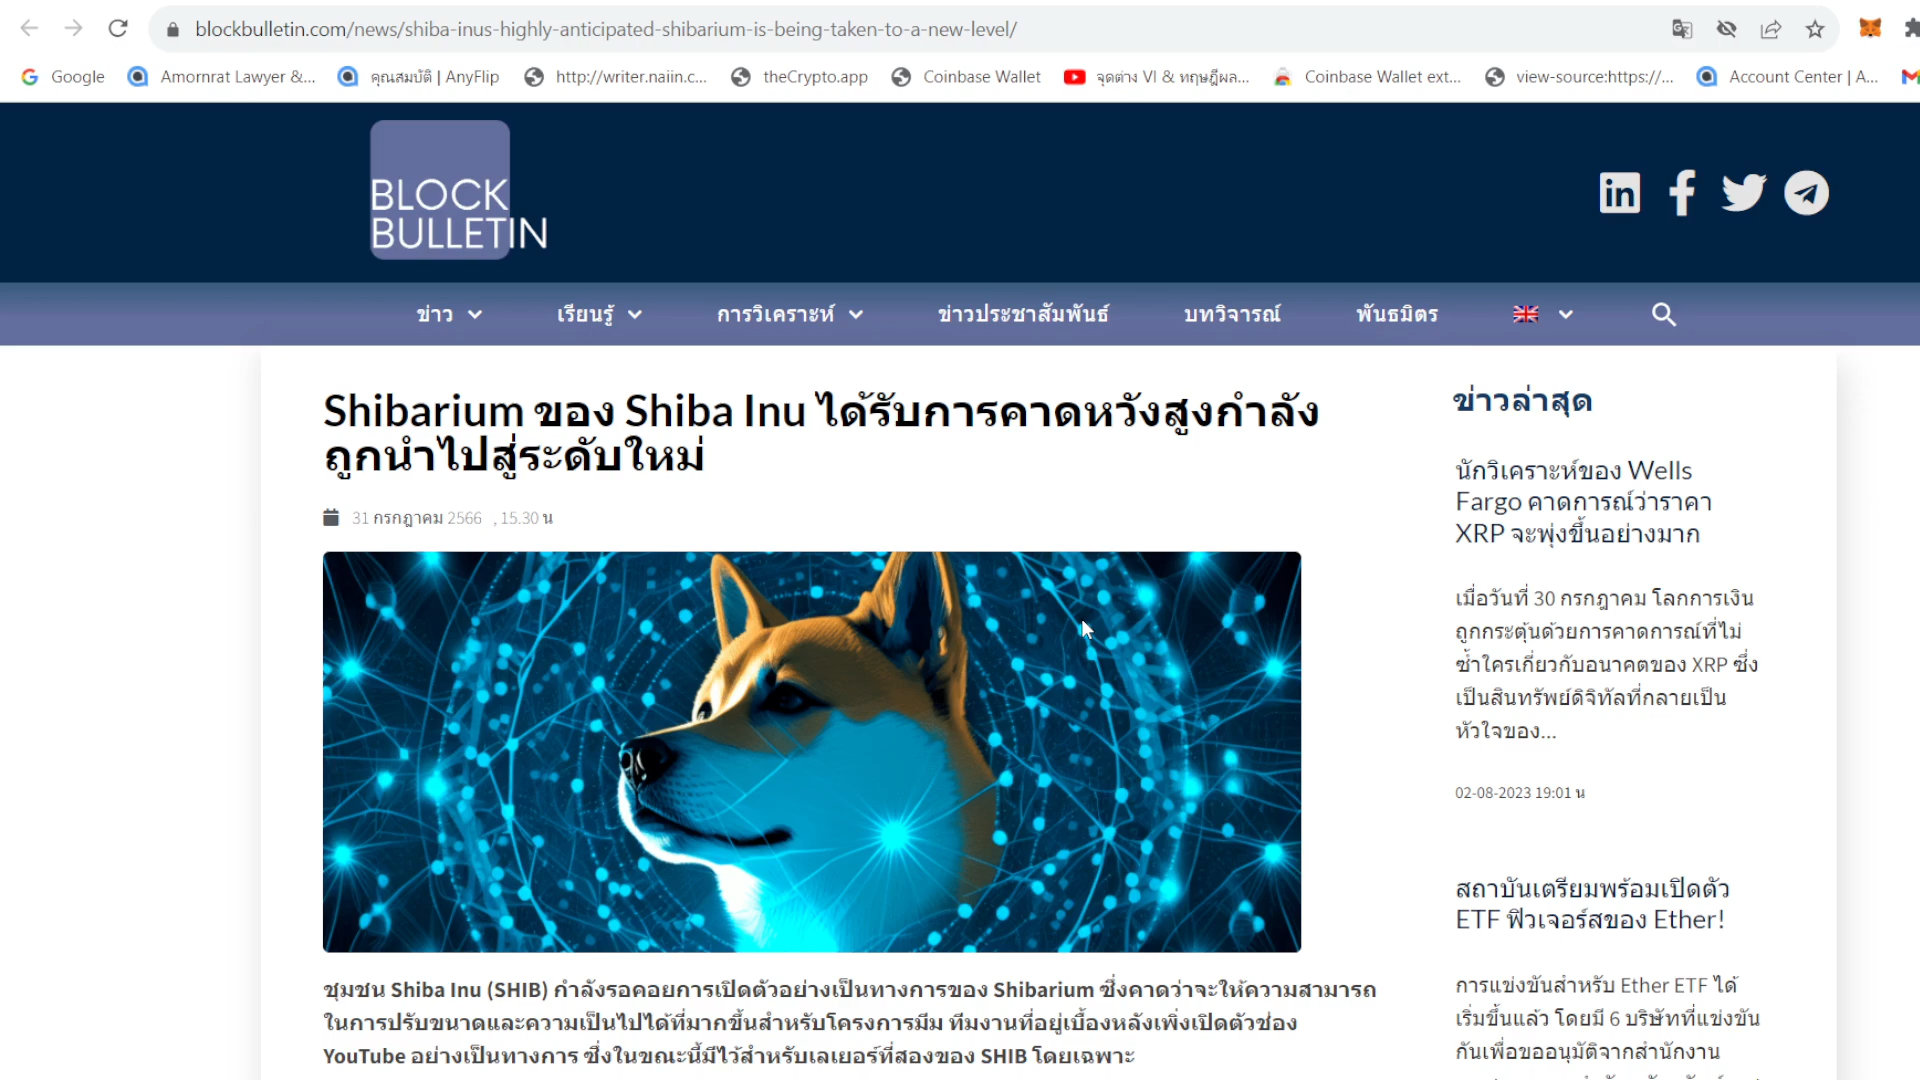 blockbulletin.com/news/shiba-inus-highly-anticipated-shibarium-is-being-taken-to-a-new-level/
Google
Amornrat Lawyer &...
คุณสมบัติ | AnyFlip
http://writer.naiin.c...
theCrypto.app
Coinbase Wallet
จุดต่าง VI & ทฤษฎีผล...
Coinbase Wallet ext...
view-source:https://...
Account Center | A...
BLOCK
BULLETIN
ข่าว
เรียนรู้
การวิเคราะห์
ข่าวประชาสัมพันธ์
บทวิจารณ์
พันธมิตร
Shibarium ของ Shiba Inu ได้รับการคาดหวังสูงกำลัง
ถูกนำไปสู่ระดับใหม่
31 กรกฎาคม 2566 , 15.30 น
ชุมชน Shiba Inu (SHIB) กำลังรอคอยการเปิดตัวอย่างเป็นทางการของ Shibarium ซึ่งคาดว่าจะให้ความสามารถ
ในการปรับขนาดและความเป็นไปได้ที่มากขึ้นสำหรับโครงการมีม ทีมงานที่อยู่เบื้องหลังเพิ่งเปิดตัวช่อง
YouTube อย่างเป็นทางการ ซึ่งในขณะนี้มีไว้สำหรับเลเยอร์ที่สองของ SHIB โดยเฉพาะ
ข่าวล่าสุด
นักวิเคราะห์ของ Wells
Fargo คาดการณ์ว่าราคา
XRP จะพุ่งขึ้นอย่างมาก
เมื่อวันที่ 30 กรกฎาคม โลกการเงิน
ถูกกระตุ้นด้วยการคาดการณ์ที่ไม่
ซ้ำใครเกี่ยวกับอนาคตของ XRP ซึ่ง
เป็นสินทรัพย์ดิจิทัลที่กลายเป็น
หัวใจของ...
02-08-2023 19:01 น
สถาบันเตรียมพร้อมเปิดตัว
ETF ฟิวเจอร์สของ Ether!
การแข่งขันสำหรับ Ether ETF ได้
เริ่มขึ้นแล้ว โดยมี 6 บริษัทที่แข่งขัน
กันเพื่อขออนุมัติจากสำนักงาน